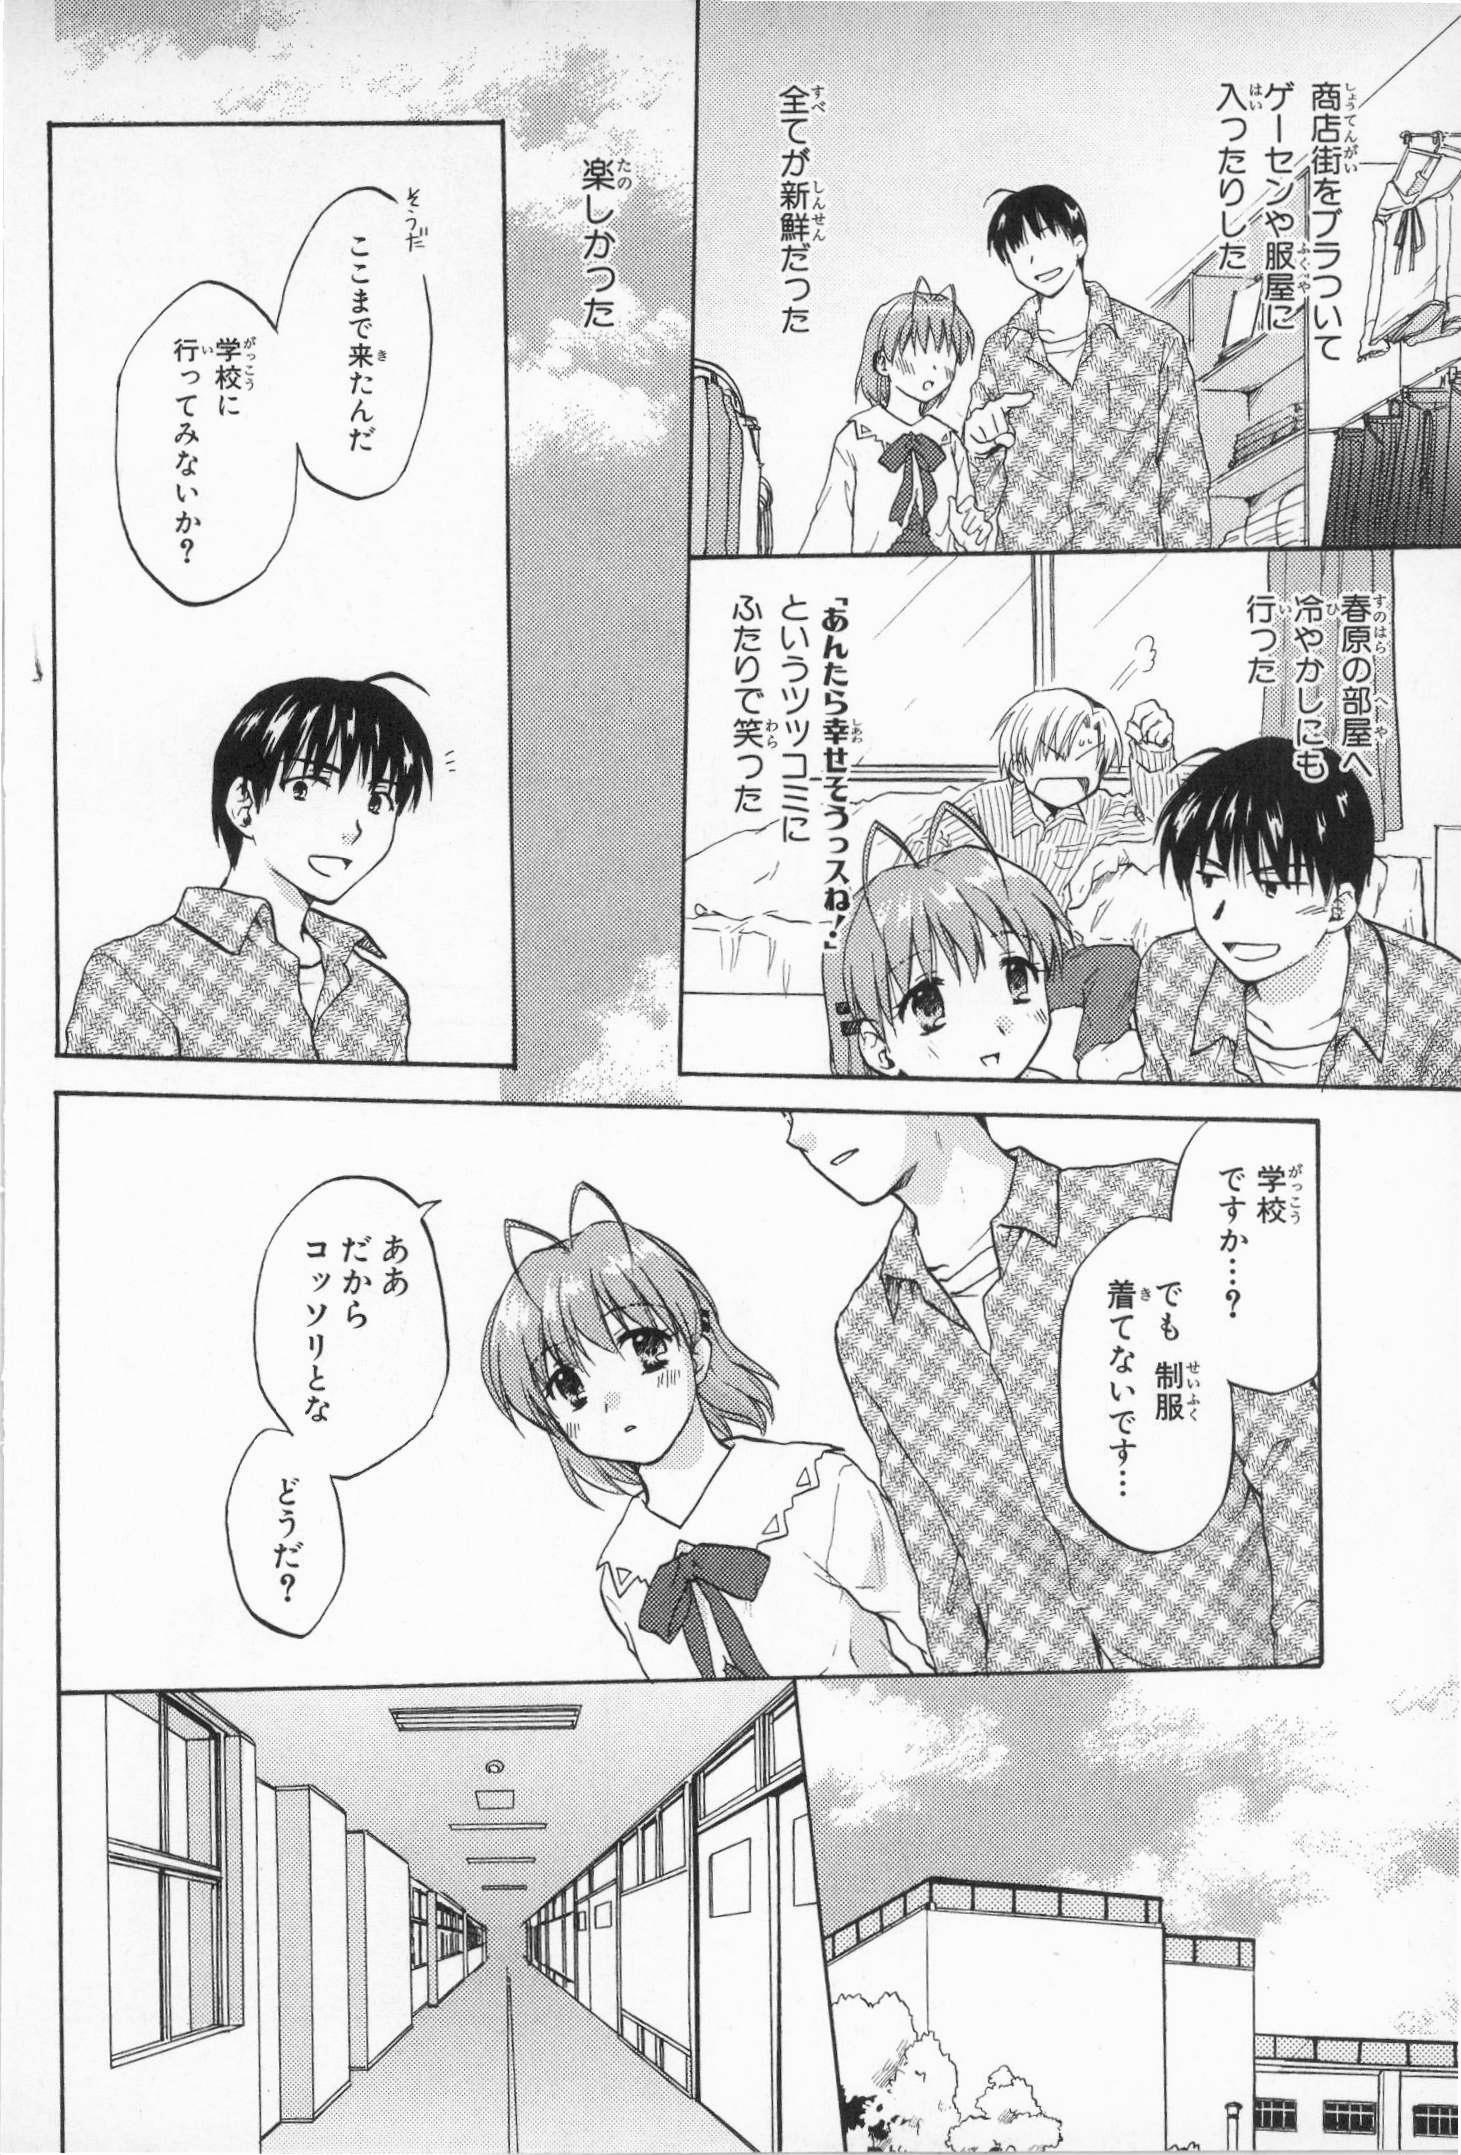 商店街をブラついて
ゲーセンや服屋に
入ったりした
全てが新鮮だった
春原の部屋へ
冷やかしにも
行った
「あんたら幸せそうっスね！」
というツッコミに
ふたりで笑った
楽しかった
そうだ
ここまで来たんだ
学校に
行ってみないか？
学校
ですか…？
でも 制服
着てないです…
ああ
だから
コッソリとな
どうだ？